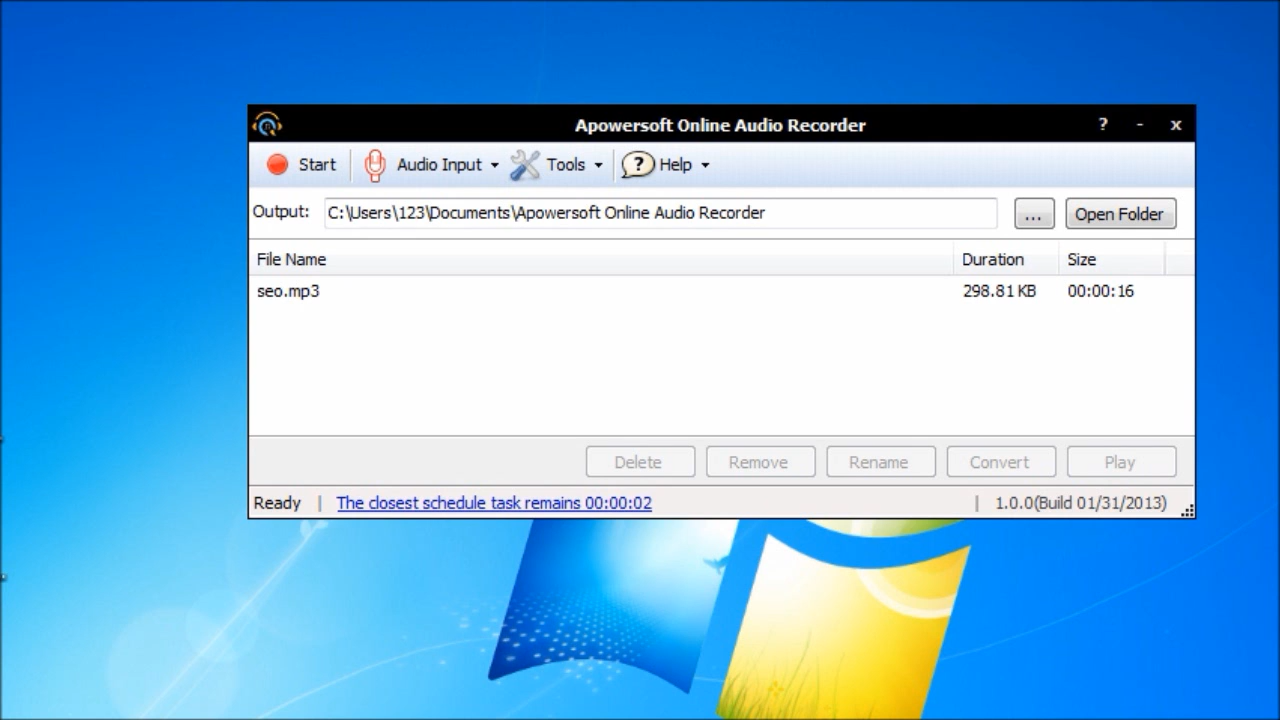 Apowersoft Online Audio Recorder ? - x
Start Audio Input Tools ? Help
Output: C:\Users\123\Documents\Apowersoft Online Audio Recorder ... Open Folder
File Name Duration Size
seo.mp3 298.81 KB 00:00:16
Delete Remove Rename Convert Play
Ready | The closest schedule task remains 00:00:02 | 1.0.0(Build 01/31/2013)